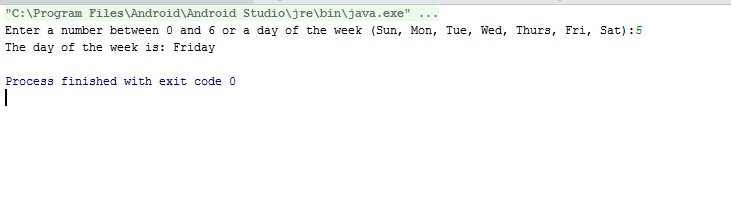 "C:\Program Files\Android\Android Studio\jre\bin\java.exe" ...
Enter a number between 0 and 6 or a day of the week (Sun, Mon, Tue, Wed, Thurs, Fri, Sat):5
The day of the week is: Friday
Process finished with exit code 0